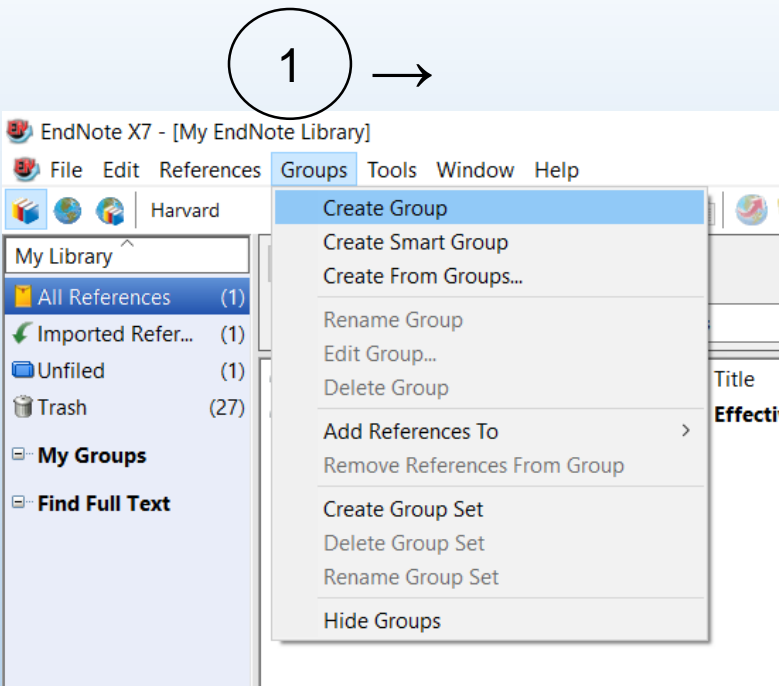 1 →
EndNote X7 - [My EndNote Library]
File Edit References Groups Tools Window Help
Harvard
My Library
All References (1)
Imported Refer... (1)
Unfiled (1)
Trash (27)
My Groups
Find Full Text
Create Group
Create Smart Group
Create From Groups...
Rename Group
Edit Group...
Delete Group
Add References To >
Remove References From Group
Create Group Set
Delete Group Set
Rename Group Set
Hide Groups
Title